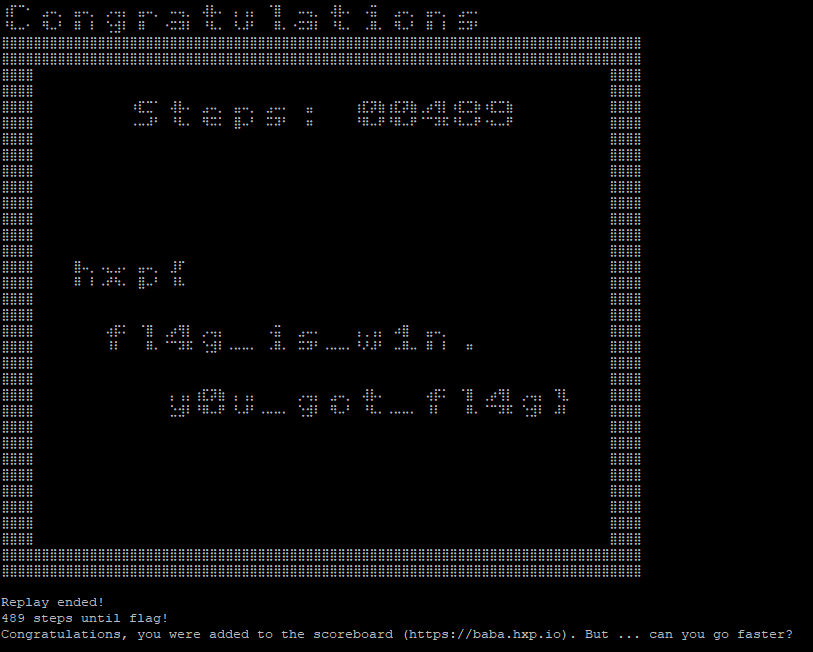 Congratulations
Steps: 00489
hxp{
fl4g_is_w1n.
y0u_got_fl4g}
Replay ended!
489 steps until flag!
Congratulations, you were added to the scoreboard (https://baba.hxp.io). But ... can you go faster?